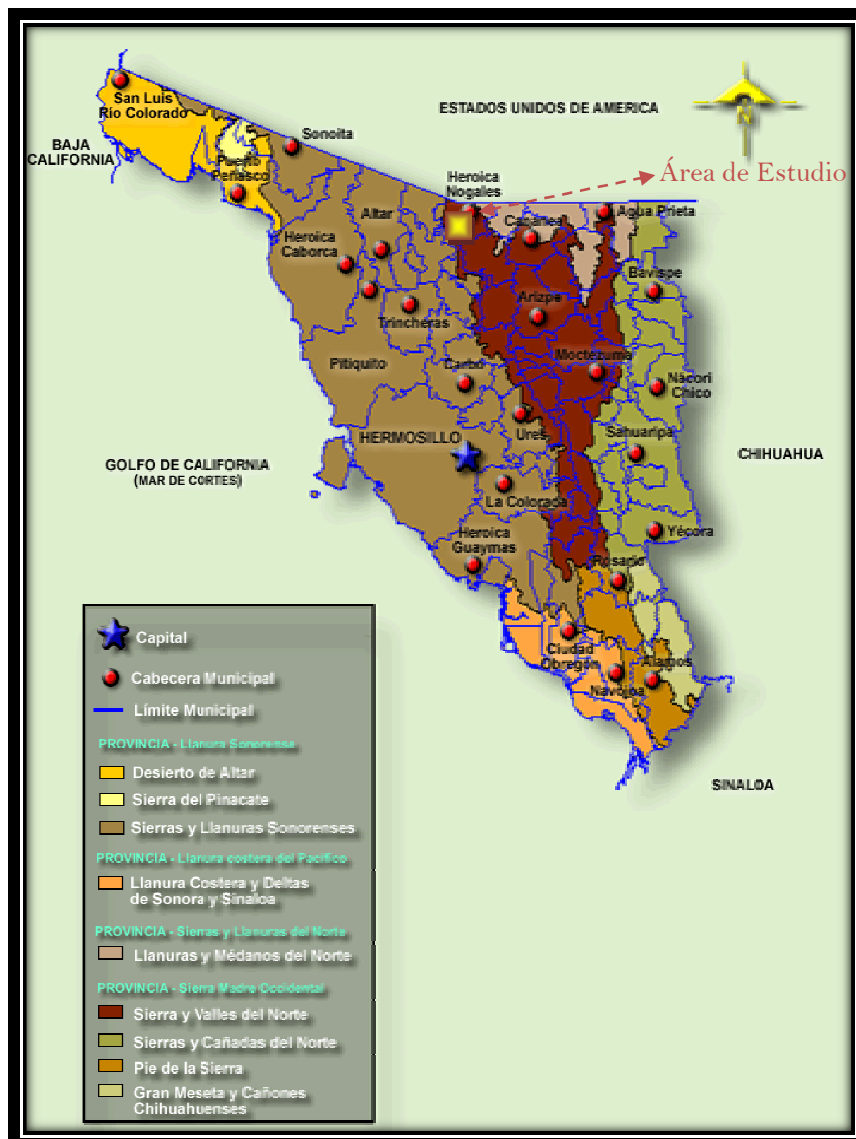 ESTADOS UNIDOS DE AMERICA
N
San Luis
Río Colorado
BAJA
CALIFORNIA
Sonoita
Puerto
Peñasco
Heroica
Nogales
Área de Estudio
Altar
Cananea
Agua Prieta
Heroica
Caborca
Bavispe
Trincheras
Arizpe
Pitiquito
Carbó
Moctezuma
Nácori
Chico
HERMOSILLO
Ures
Sahuaripa
GOLFO DE CALIFORNIA
(MAR DE CORTES)
CHIHUAHUA
La Colorada
Heroica
Guaymas
Yécora
Rosario
Ciudad
Obregón
Alamos
Navojoa
SINALOA
Capital
Cabecera Municipal
Límite Municipal
PROVINCIA - Llanura Sonorense
Desierto de Altar
Sierra del Pinacate
Sierras y Llanuras Sonorenses
PROVINCIA - Llanura costera del Pacífico
Llanura Costera y Deltas
de Sonora y Sinaloa
PROVINCIA - Sierras y Llanuras del Norte
Llanuras y Médanos del Norte
PROVINCIA - Sierra Madre Occidental
Sierra y Valles del Norte
Sierras y Cañadas del Norte
Pie de la Sierra
Gran Meseta y Cañones
Chihuahuenses